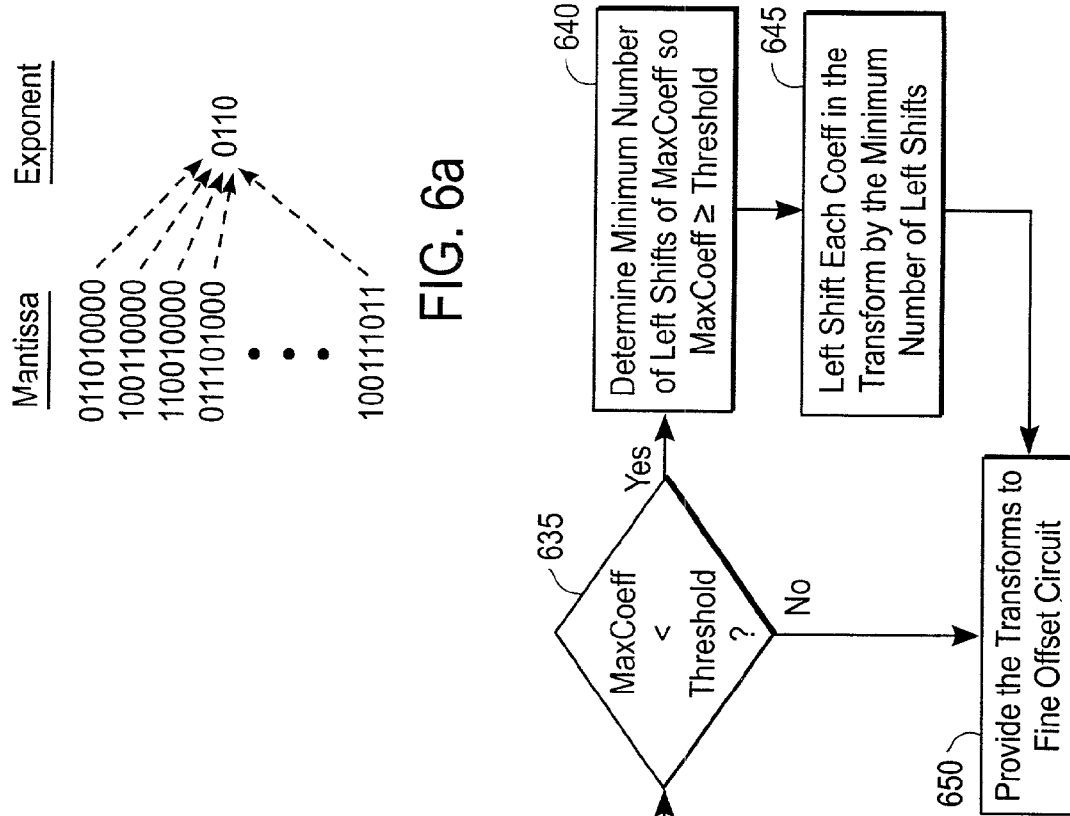 Mantissa Exponent
011010000
100110000
110010000
011101000
0110
100111011
FIG. 6a
635
MaxCoeff
<
Threshold
?
Yes
No
640
Determine Minimum Number
of Left Shifts of MaxCoeff so
MaxCoeff ≥ Threshold
645
Left Shift Each Coeff in the
Transform by the Minimum
Number of Left Shifts
650
Provide the Transforms to
Fine Offset Circuit